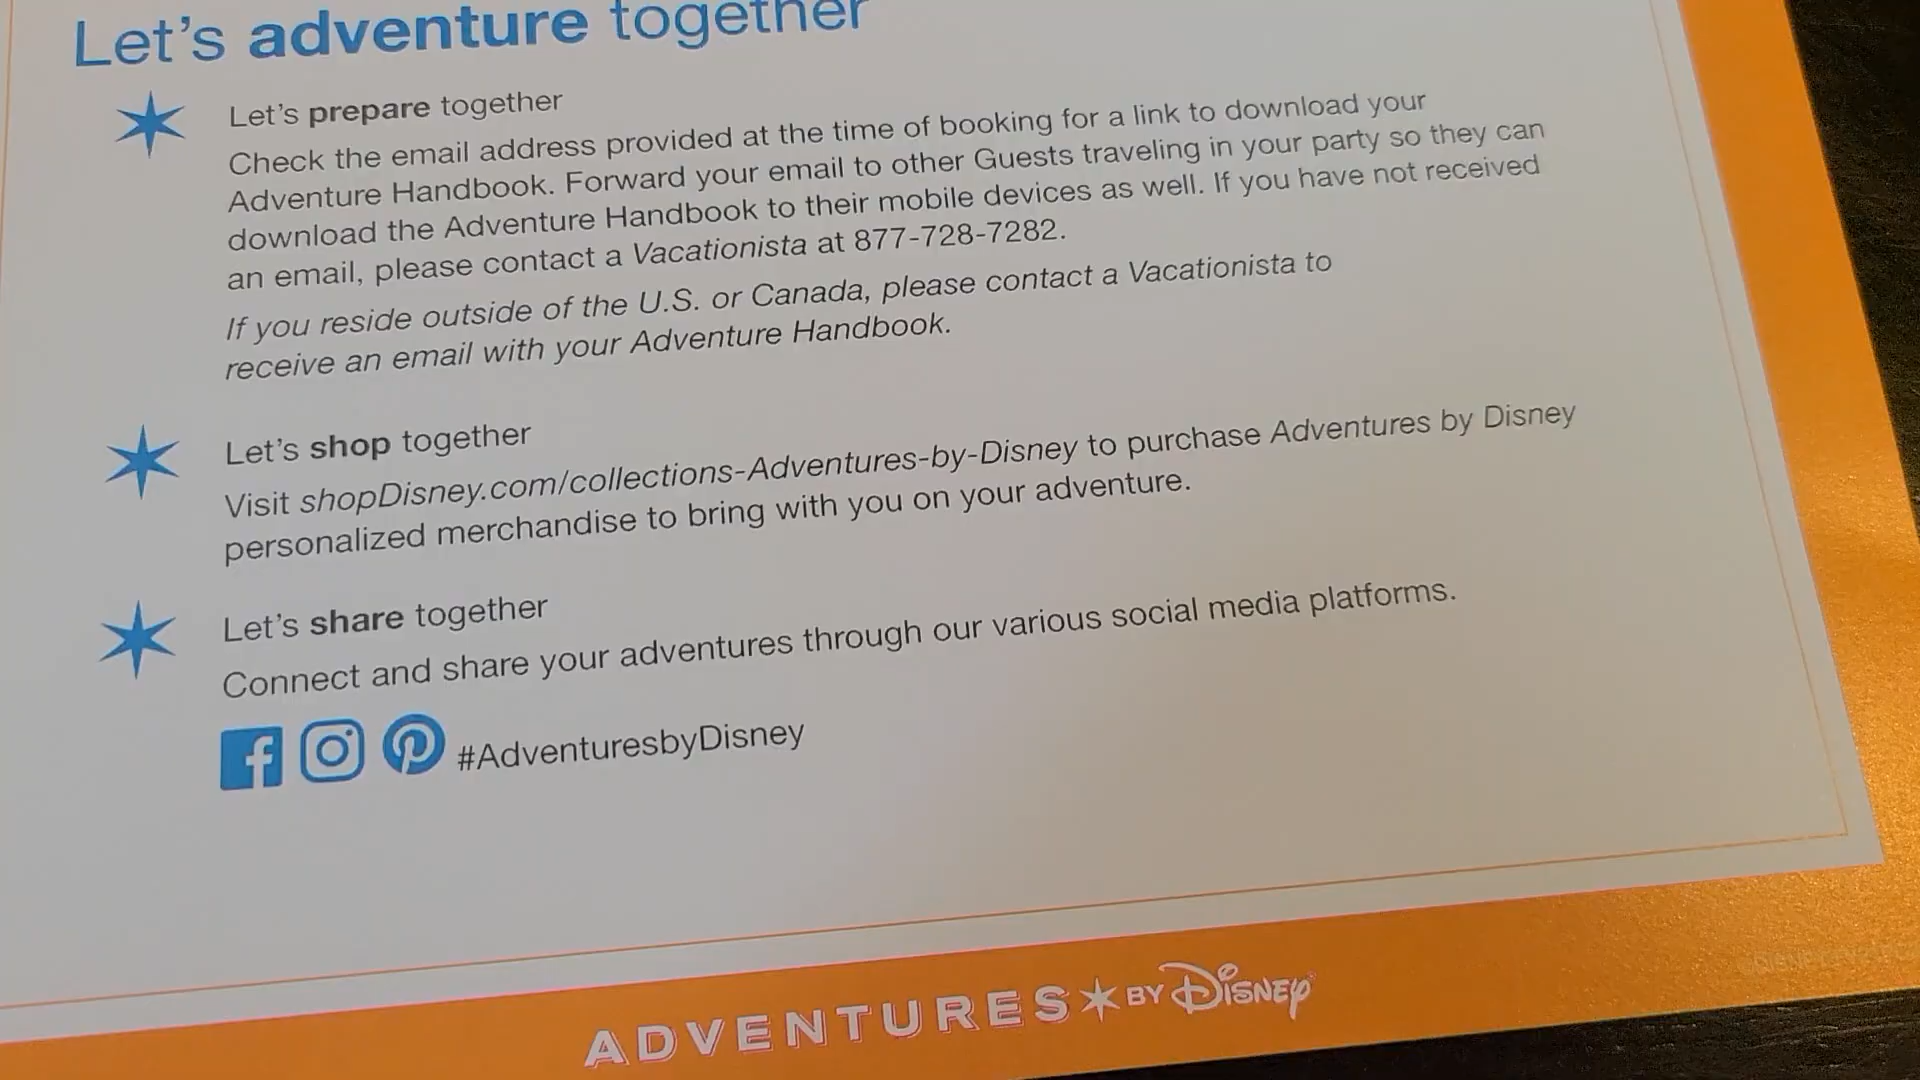 Let's adventure together
Let's prepare together
Check the email address provided at the time of booking for a link to download your
Adventure Handbook. Forward your email to other Guests traveling in your party so they can
download the Adventure Handbook to their mobile devices as well. If you have not received
an email, please contact a Vacationista at 877-728-7282.
If you reside outside of the U.S. or Canada, please contact a Vacationista to
receive an email with your Adventure Handbook.
Let's shop together
Visit shopDisney.com/collections-Adventures-by-Disney to purchase Adventures by Disney
personalized merchandise to bring with you on your adventure.
Let's share together
Connect and share your adventures through our various social media platforms.
#AdventuresbyDisney
ADVENTURES BY DISNEY